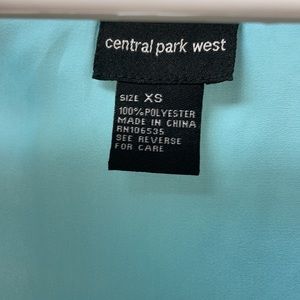 central park west
SIZE XS
100% POLYESTER
MADE IN CHINA
RN106535
SEE REVERSE
FOR CARE